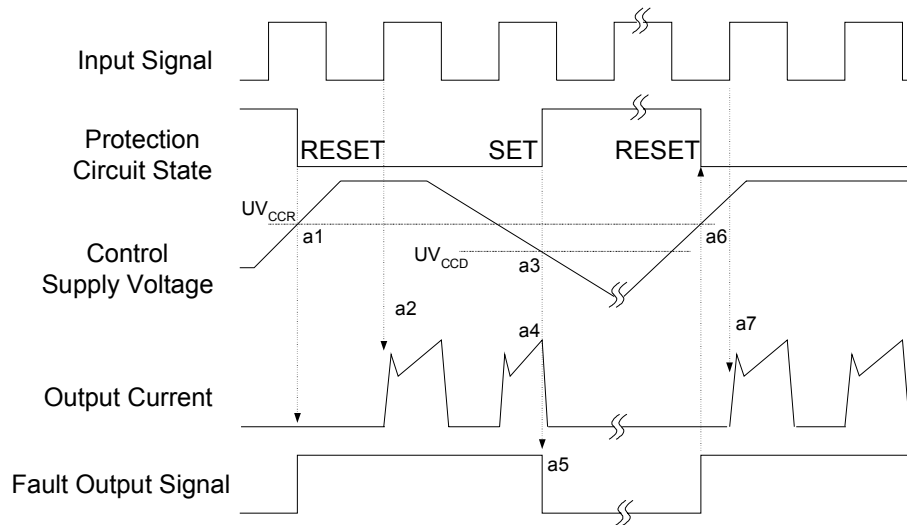 Input Signal
Protection
Circuit State
RESET
SET
RESET
UV_CCR
a1
a6
UV_CCD
a3
Control
Supply Voltage
a2
a4
a7
Output Current
a5
Fault Output Signal